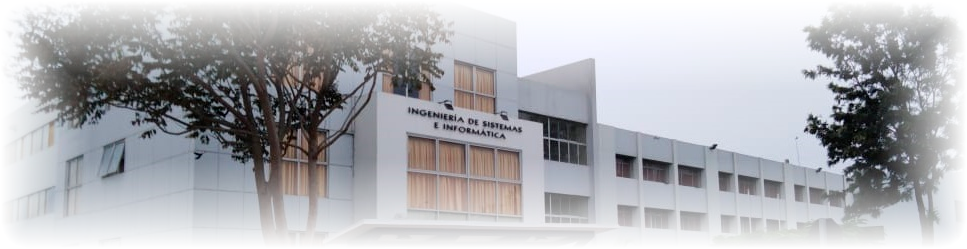 INGENIERÍA DE SISTEMAS
E INFORMÁTICA